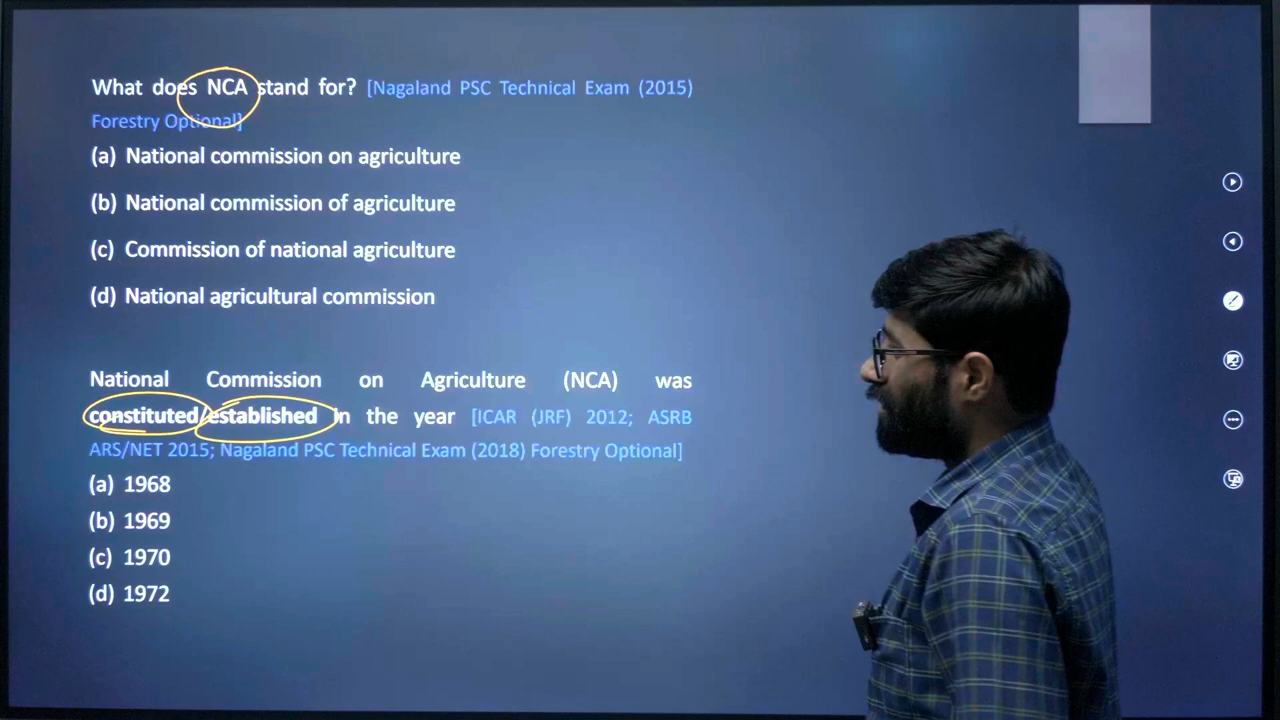 What does NCA stand for? [Nagaland PSC Technical Exam (2015)
Forestry Optional]
(a) National commission on agriculture
(b) National commission of agriculture
(c) Commission of national agriculture
(d) National agricultural commission
National Commission on Agriculture (NCA) was
constituted/established in the year [ICAR (JRF) 2012; ASRB
ARS/NET 2015; Nagaland PSC Technical Exam (2018) Forestry Optional]
(a) 1968
(b) 1969
(c) 1970
(d) 1972